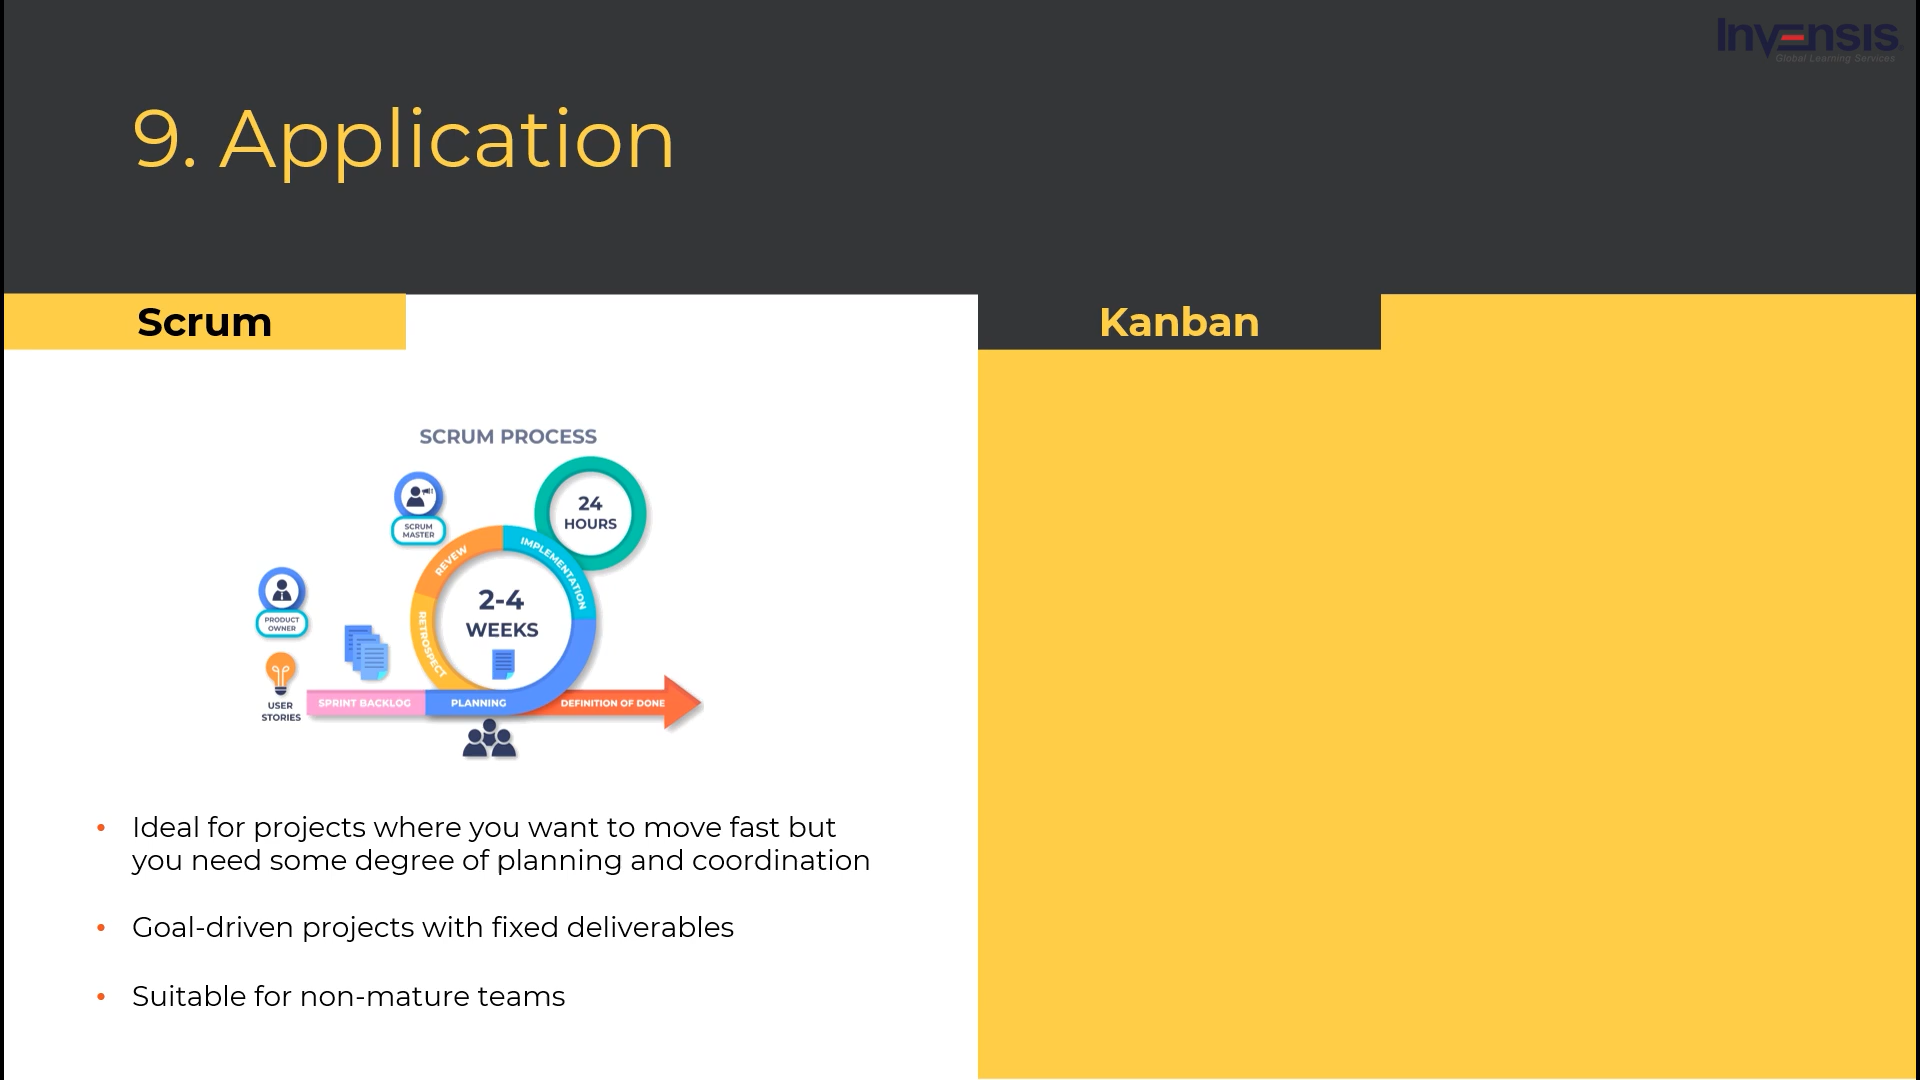 Invensis
Global Learning Services
9. Application
Scrum
Kanban
SCRUM PROCESS
24
HOURS
SCRUM
MASTER
REVEW
IMPLEMENTATION
2-4
WEEKS
RETROSPECT
PRODUCT
OWNER
USER
STORIES
SPRINT BACKLOG
PLANNING
DEFINITION OF DONE
• Ideal for projects where you want to move fast but
you need some degree of planning and coordination
• Goal-driven projects with fixed deliverables
• Suitable for non-mature teams